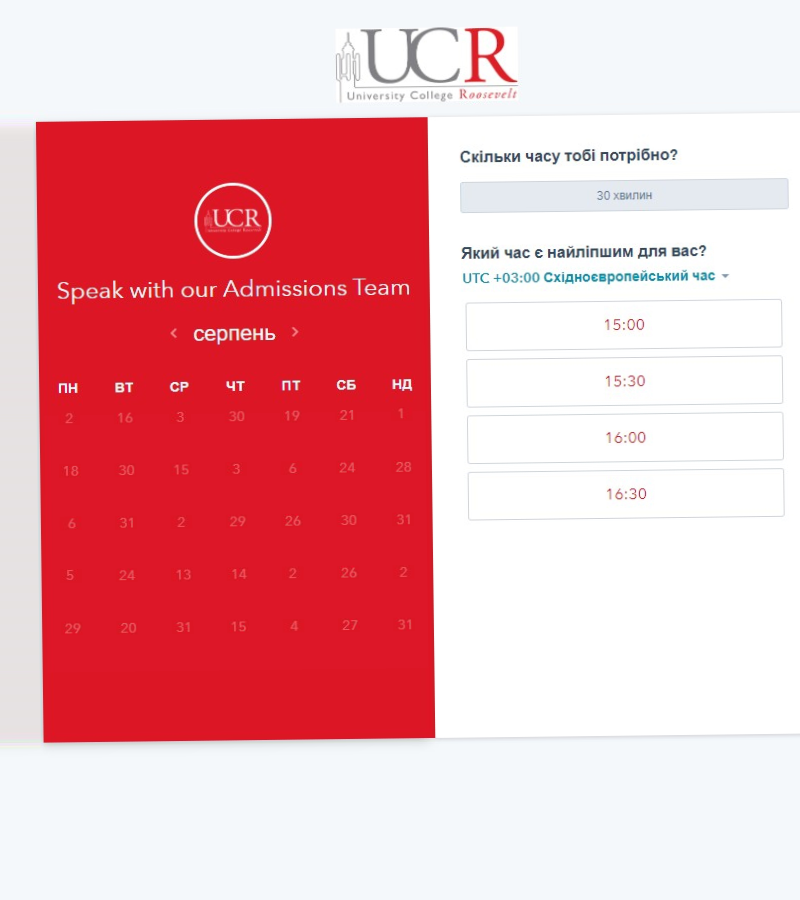 UCR
University College Roosevelt
UCR
Speak with our Admissions Team
серпень
ПН ВТ СР ЧТ ПТ СБ НД
2 16 3 30 19 21 1
18 30 15 3 6 24 28
6 31 2 29 26 30 31
5 24 13 14 2 26 2
29 20 31 15 4 27 31
Скільки часу тобі потрібно?
30 хвилин
Який час є найліпшим для вас?
UTC +03:00 Східноєвропейський час
15:00
15:30
16:00
16:30